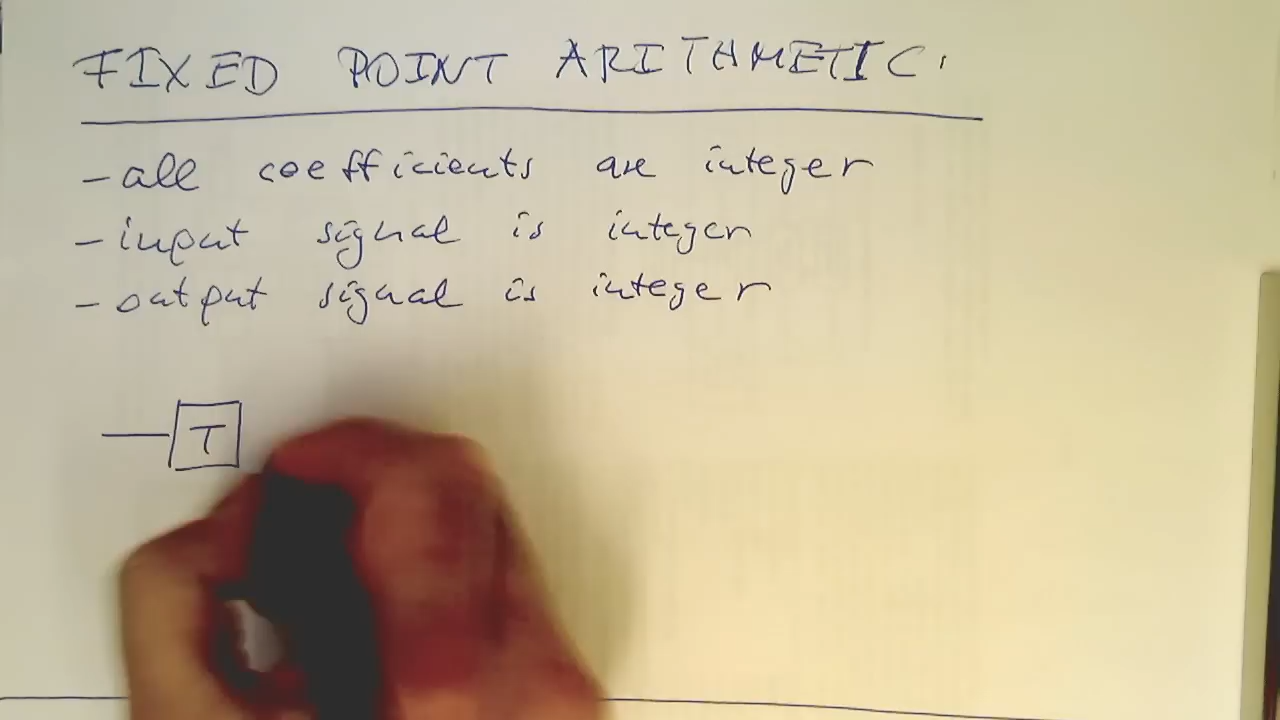 FIXED POINT ARITHMETIC.
- all coefficients are integer
- input signal is integer
- output signal is integer
T